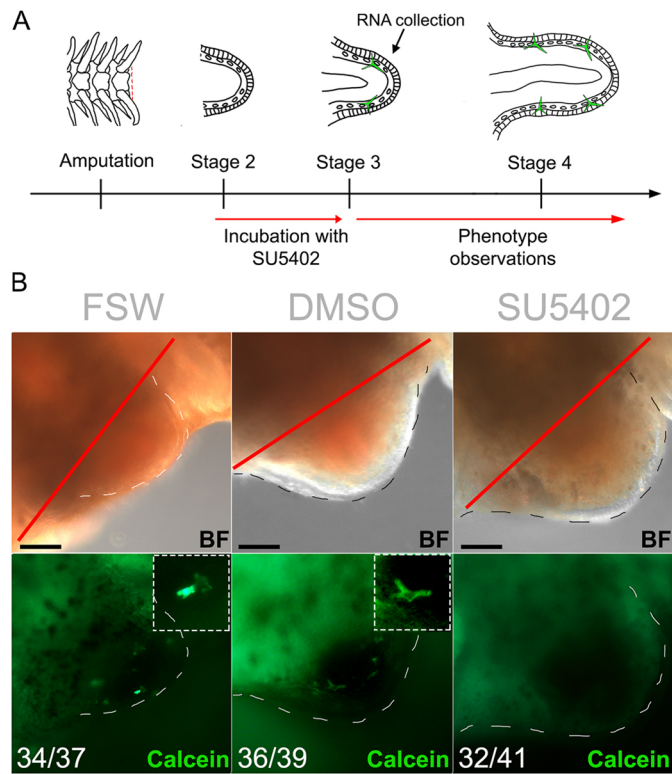 A
RNA collection
Amputation
Stage 2
Stage 3
Stage 4
Incubation with
SU5402
Phenotype
observations
B
FSW
DMSO
SU5402
BF
BF
BF
34/37
Calcein
36/39
Calcein
32/41
Calcein